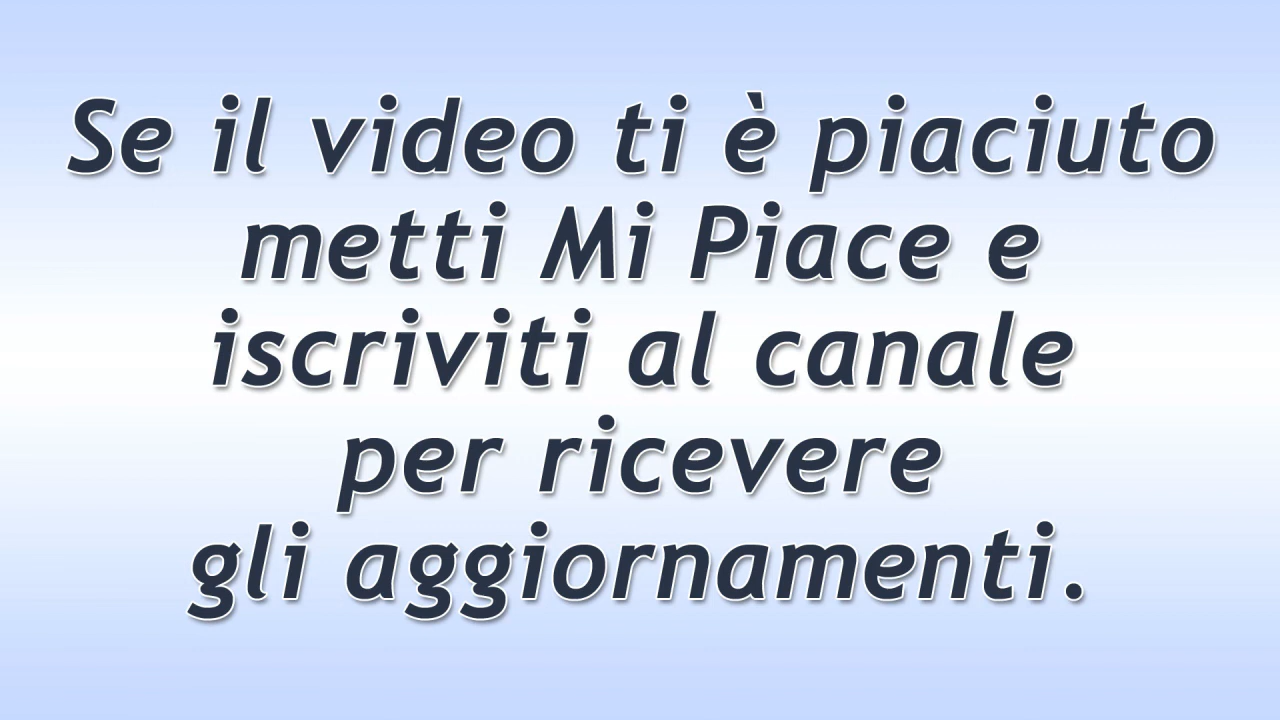 Se il video ti è piaciuto
metti Mi Piace e
iscriviti al canale
per ricevere
gli aggiornamenti.